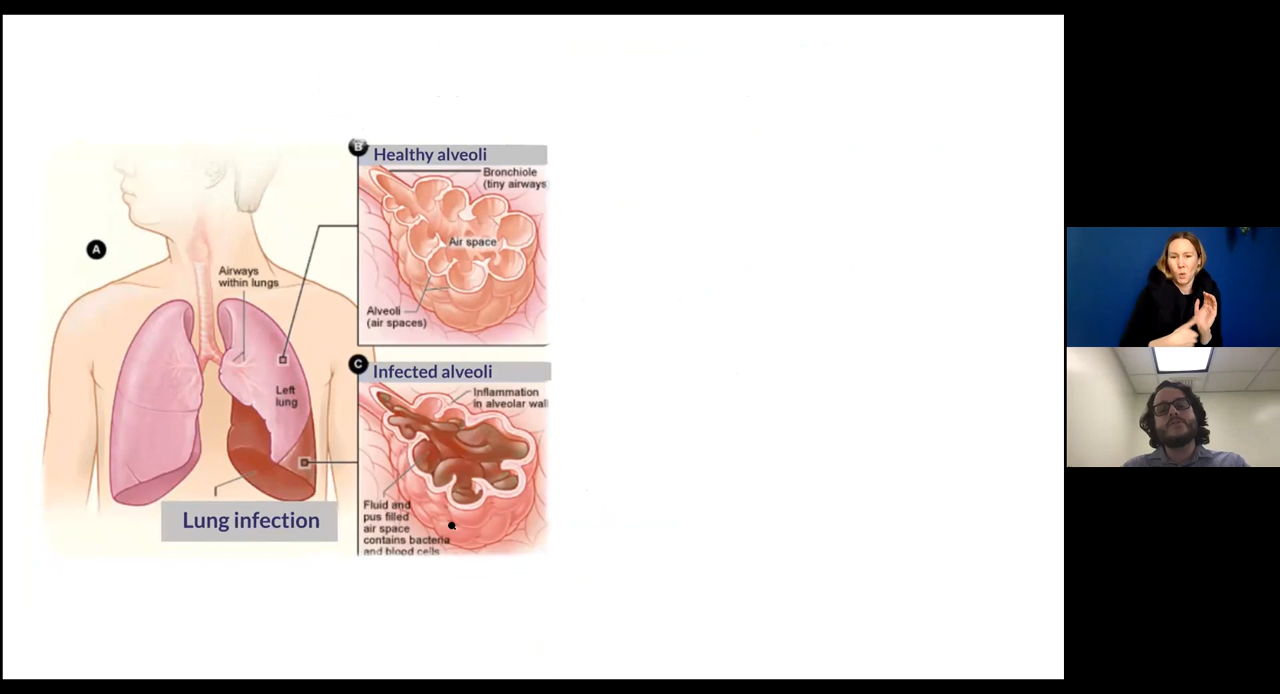 A
Airways
within lungs
Left
lung
Lung infection
B
Healthy alveoli
Bronchiole
(tiny airways
Air space
Alveoli
(air spaces)
C
Infected alveoli
Inflammation
in alveolar wall
Fluid and
pus filled
air space
contains bacteria
and blood cells